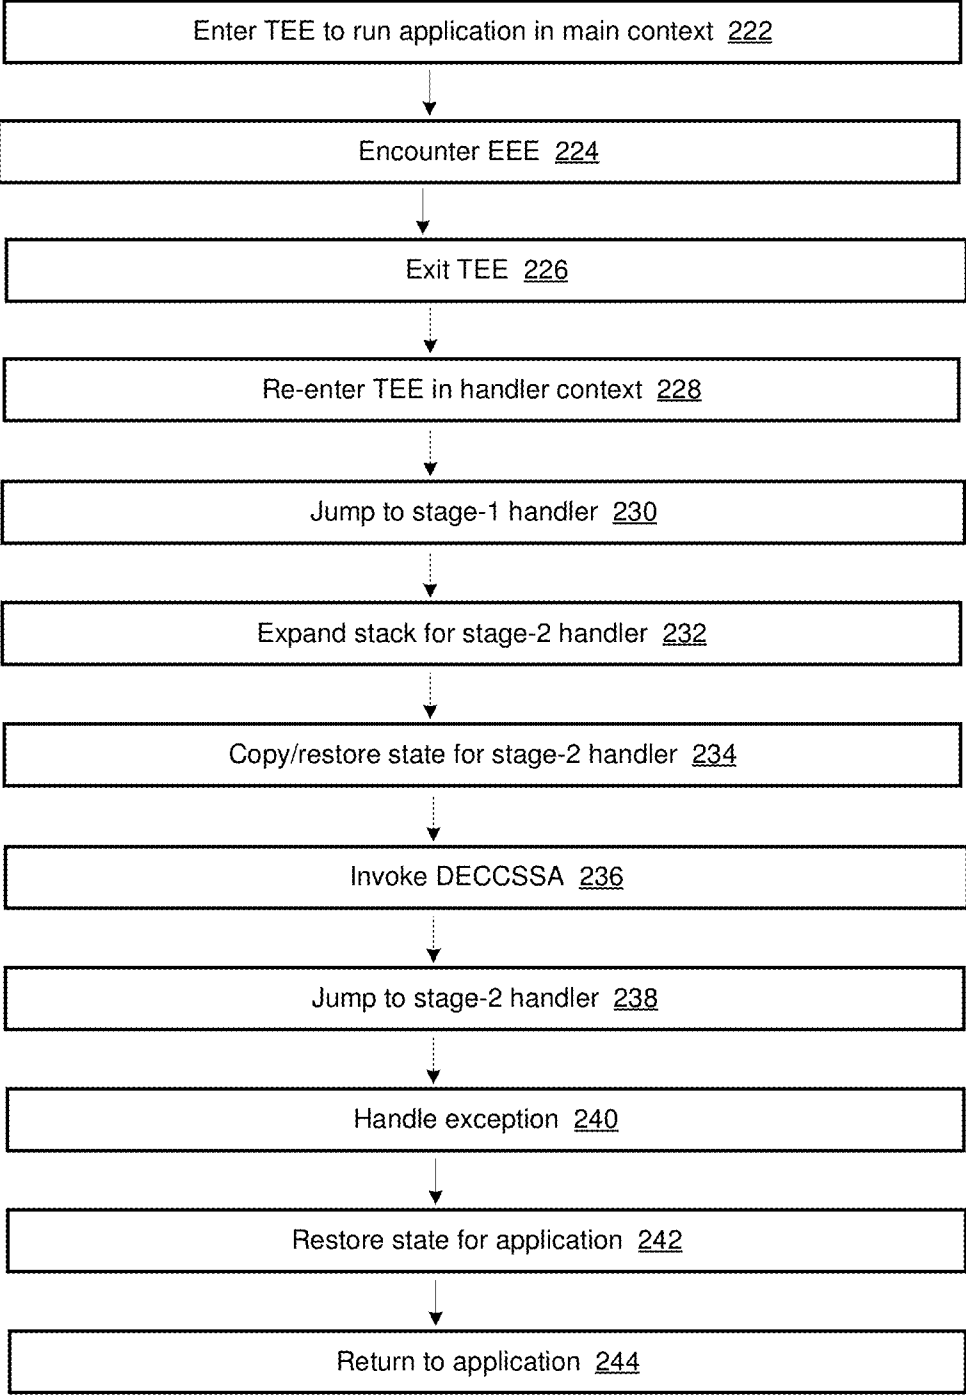 Enter TEE to run application in main context 222
Encounter EEE 224
Exit TEE 226
Re-enter TEE in handler context 228
Jump to stage-1 handler 230
Expand stack for stage-2 handler 232
Copy/restore state for stage-2 handler 234
Invoke DECCSSA 236
Jump to stage-2 handler 238
Handle exception 240
Restore state for application 242
Return to application 244